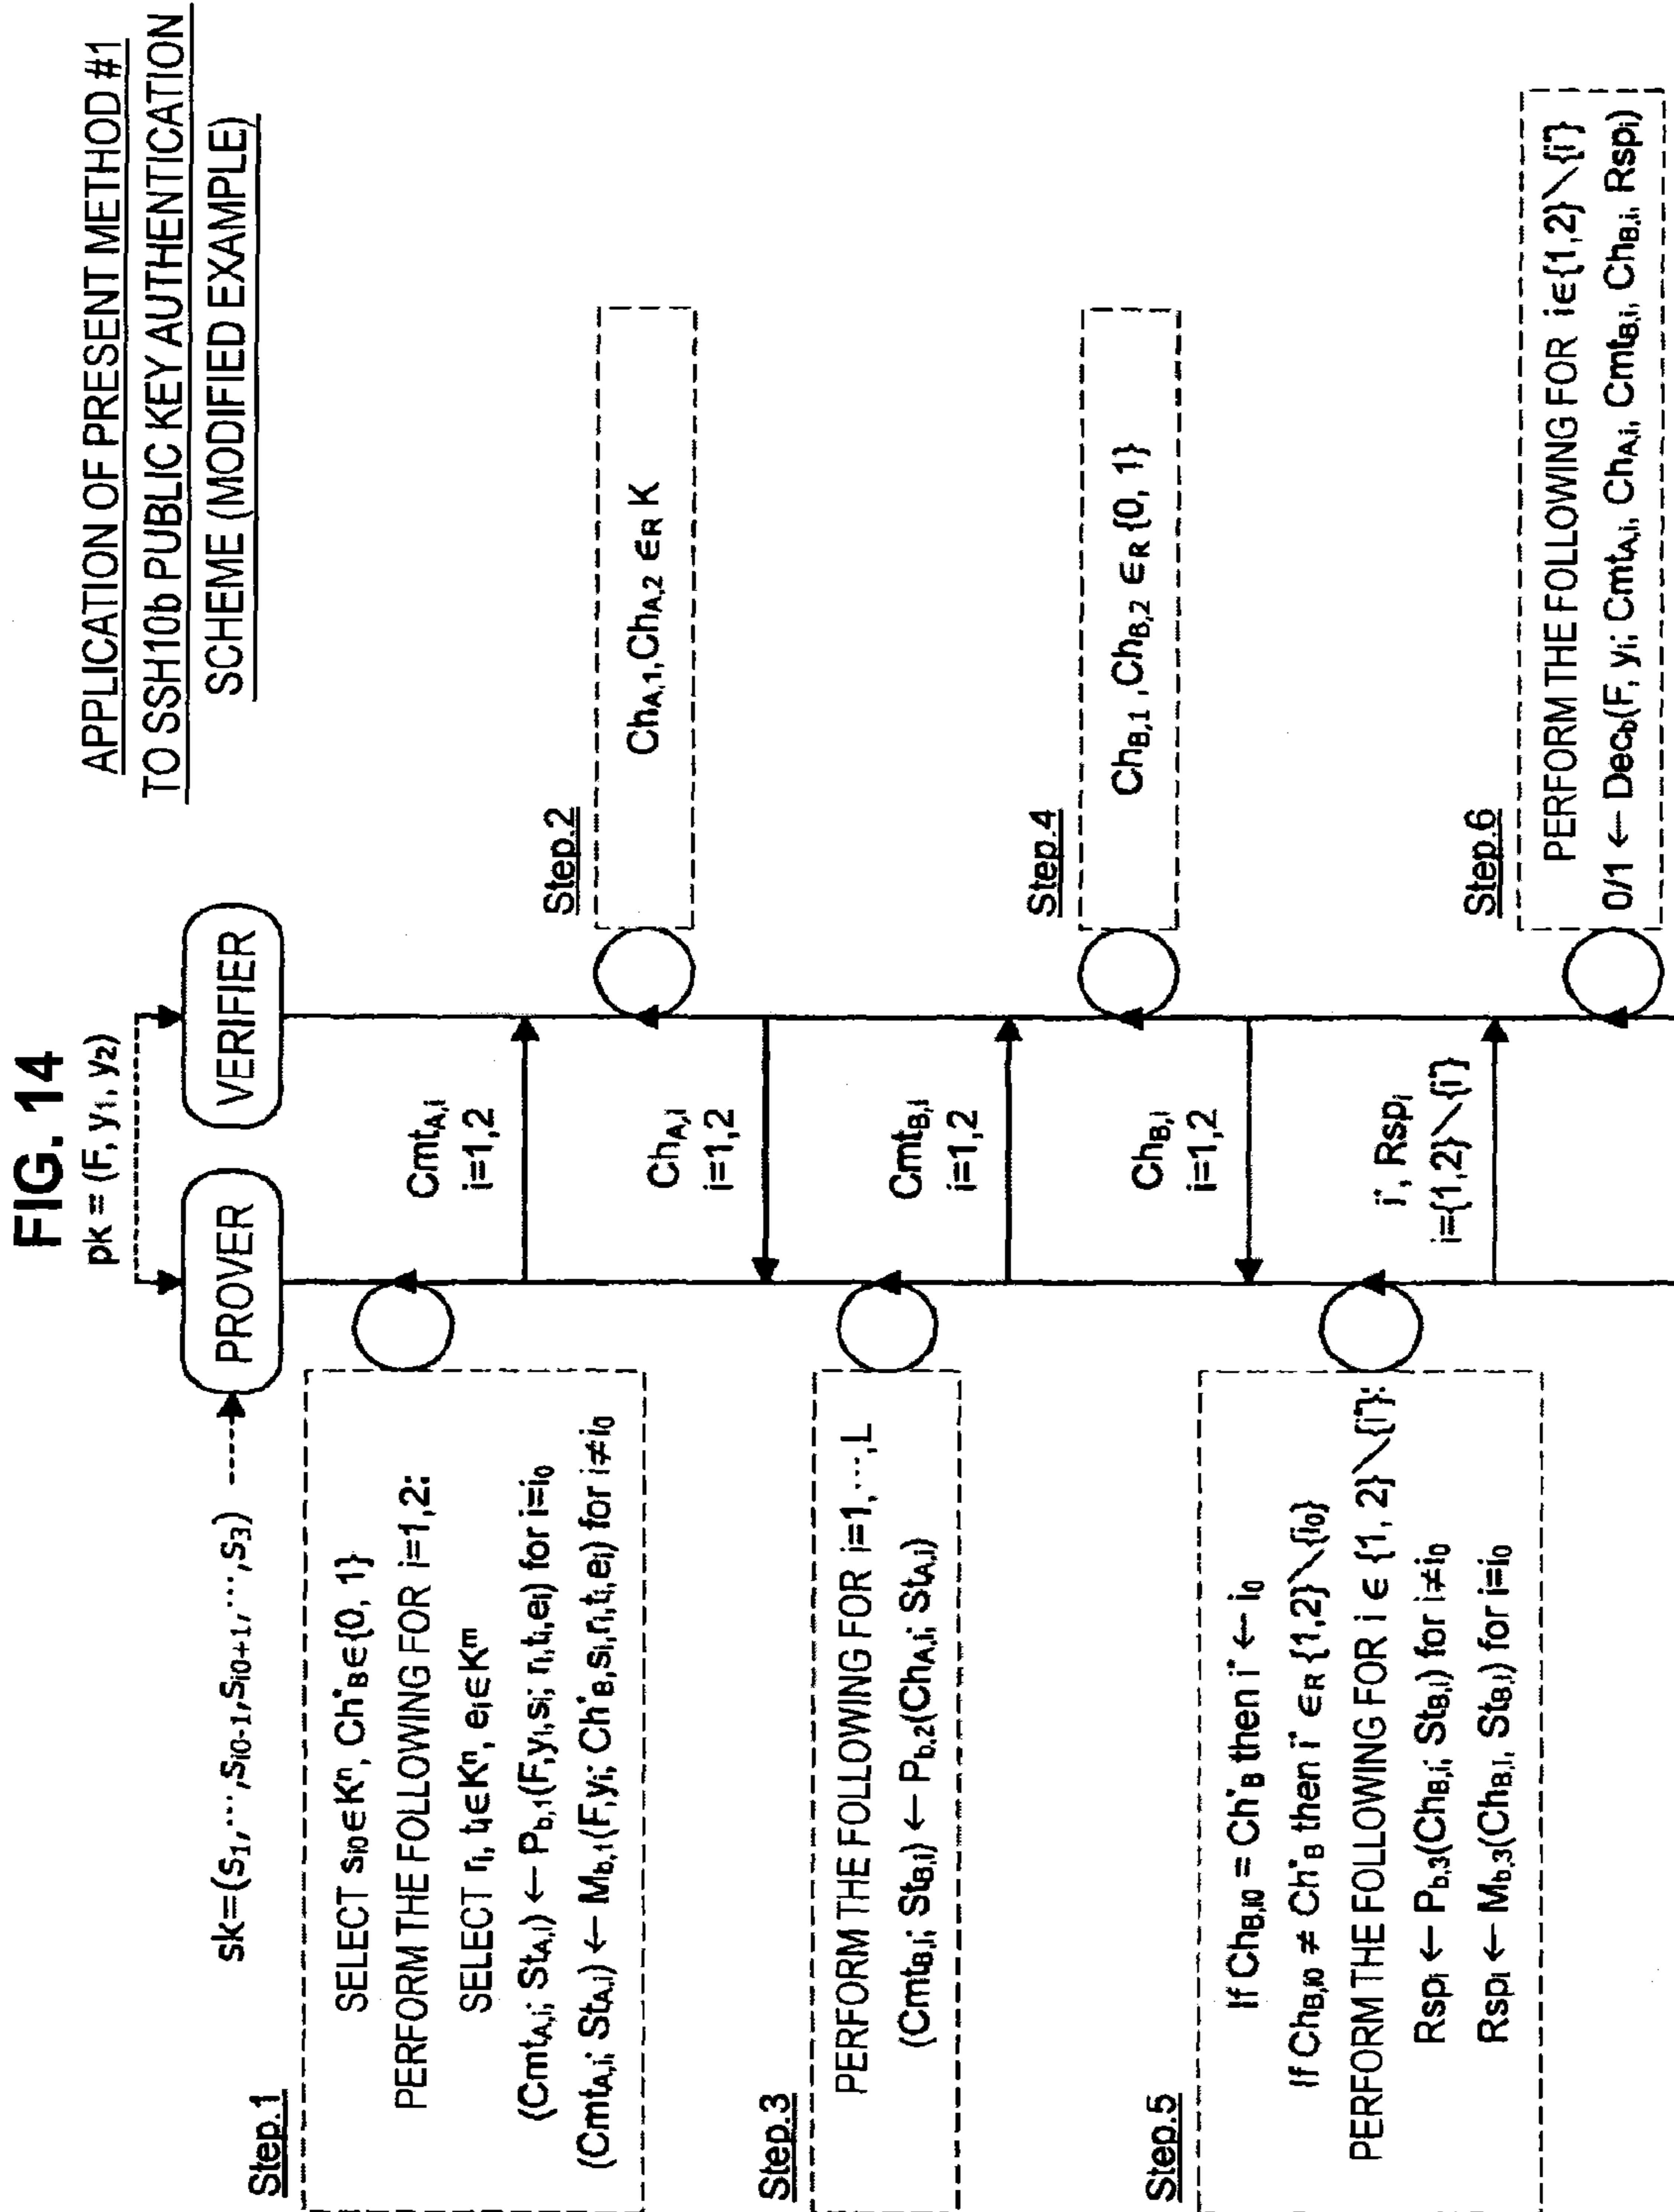 FIG. 14
APPLICATION OF PRESENT METHOD #1
TO SSH10b PUBLIC KEY AUTHENTICATION
SCHEME (MODIFIED EXAMPLE)
pk = (F, y1, y2)
sk=(s1,···,si0-1,si0+1,···,s3)
PROVER
VERIFIER
Step.1
SELECT si0∈K^n, Ch*B∈{0, 1}
PERFORM THE FOLLOWING FOR i=1,2:
SELECT ri, ti∈K^n, ei∈K^m
(CmtA,i; StA,i) ← Pb,1(F,yi,si; ri,ti,ei) for i=i0
(CmtA,i; StA,i) ← Mb,1(F,yi; Ch*B,si,ri,ti,ei) for i≠i0
CmtA,i
i=1,2
Step.2
ChA,1,ChA,2 ∈R K
ChA,i
i=1,2
Step.3
PERFORM THE FOLLOWING FOR i=1,···,L
(CmtB,i; StB,i) ← Pb,2(ChA,i; StA,i)
CmtB,i
i=1,2
Step.4
ChB,1 ,ChB,2 ∈R {0, 1}
ChB,i
i=1,2
Step.5
If ChB,i0 = Ch*B then i* ← i0
If ChB,i0 ≠ Ch*B then i* ∈R {1,2}\{i0}
PERFORM THE FOLLOWING FOR i ∈ {1, 2}\{i*}:
Rspi ← Pb,3(ChB,i; StB,i) for i≠i0
Rspi ← Mb,3(ChB,i, StB,i) for i=i0
i*, Rspi
i={1,2}\{i*}
Step.6
PERFORM THE FOLLOWING FOR i∈{1,2}\{i*}
0/1 ← Decb(F, yi; CmtA,i, ChA,i, CmtB,i, ChB,i, Rspi)